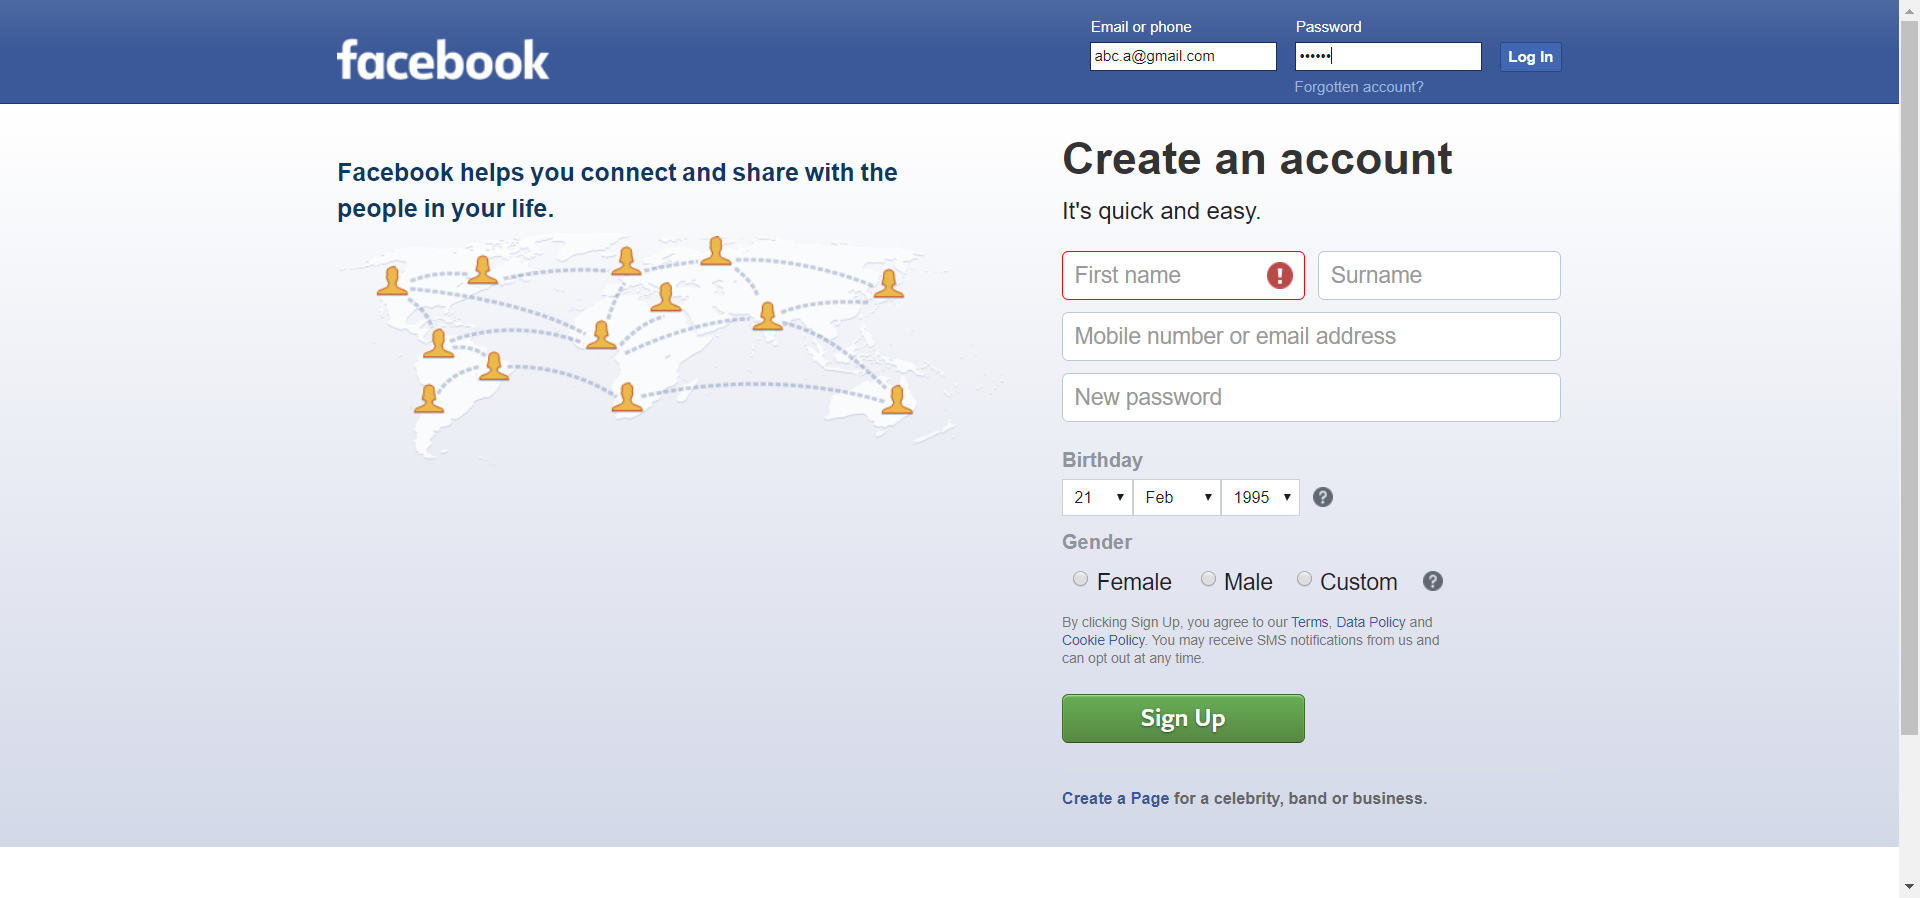 facebook
Email or phone
Password
abc.a@gmail.com
••••••
Log In
Forgotten account?
Facebook helps you connect and share with the
people in your life.
Create an account
It's quick and easy.
First name
Surname
Mobile number or email address
New password
Birthday
21
Feb
1995
Gender
Female
Male
Custom
By clicking Sign Up, you agree to our Terms, Data Policy and
Cookie Policy. You may receive SMS notifications from us and
can opt out at any time.
Sign Up
Create a Page for a celebrity, band or business.